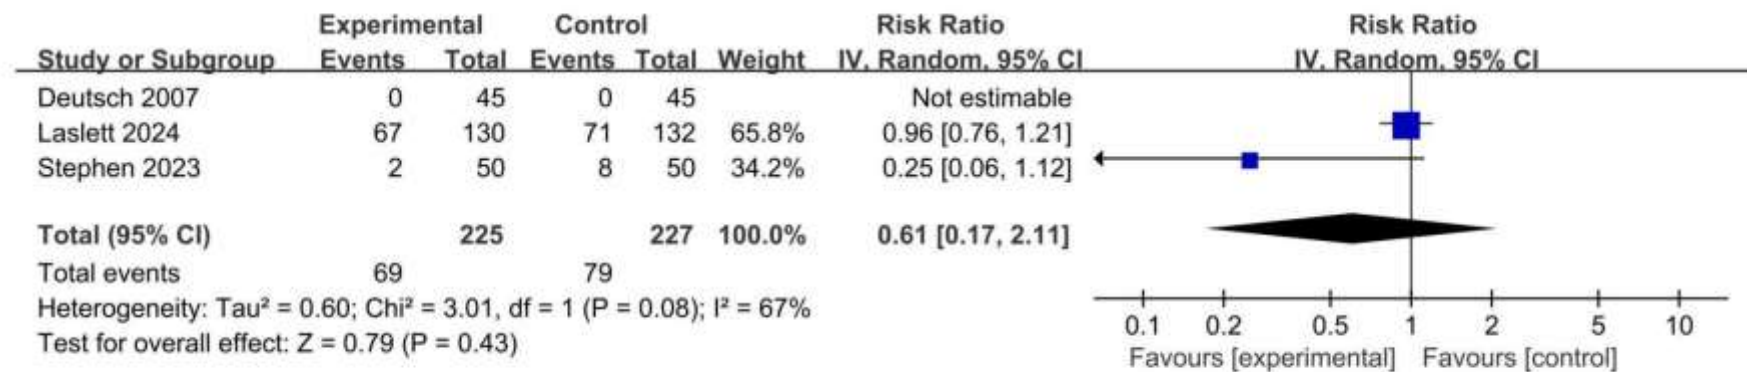 Experimental Control Risk Ratio Risk Ratio
Study or Subgroup Events Total Events Total Weight IV, Random, 95% CI IV, Random, 95% CI
Deutsch 2007 0 45 0 45 Not estimable
Laslett 2024 67 130 71 132 65.8% 0.96 [0.76, 1.21]
Stephen 2023 2 50 8 50 34.2% 0.25 [0.06, 1.12]
Total (95% CI) 225 227 100.0% 0.61 [0.17, 2.11]
Total events 69 79
Heterogeneity: Tau² = 0.60; Chi² = 3.01, df = 1 (P = 0.08); I² = 67%
Test for overall effect: Z = 0.79 (P = 0.43)
0.1 0.2 0.5 1 2 5 10
Favours [experimental] Favours [control]